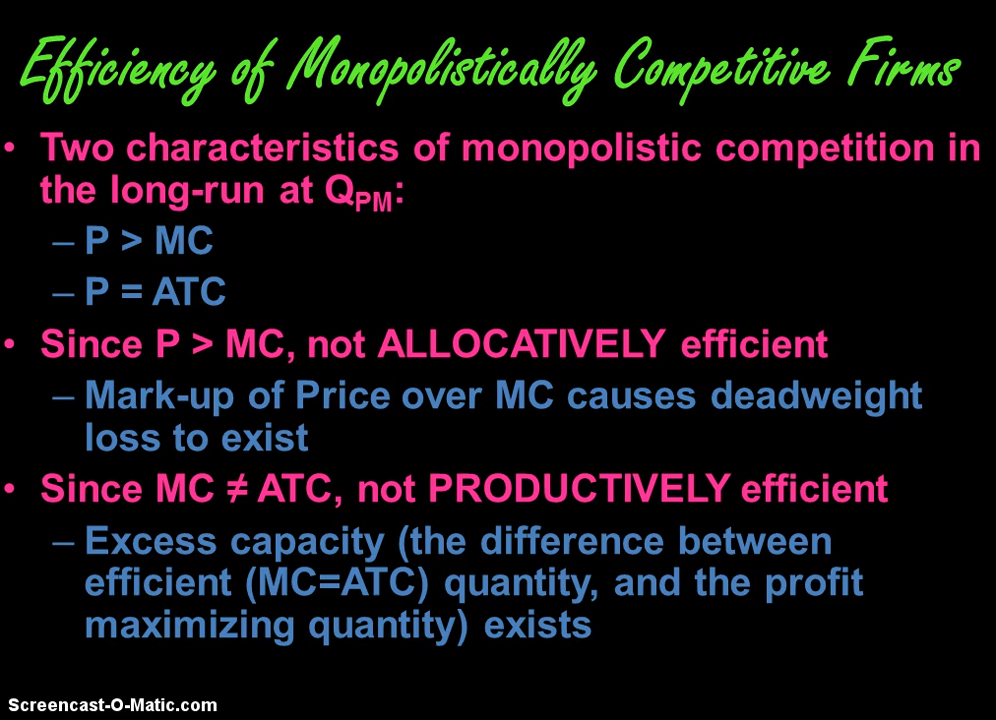 Efficiency of Monopolistically Competitive Firms
• Two characteristics of monopolistic competition in
the long-run at QPM:
– P > MC
– P = ATC
• Since P > MC, not ALLOCATIVELY efficient
– Mark-up of Price over MC causes deadweight
loss to exist
• Since MC ≠ ATC, not PRODUCTIVELY efficient
– Excess capacity (the difference between
efficient (MC=ATC) quantity, and the profit
maximizing quantity) exists
Screencast-O-Matic.com